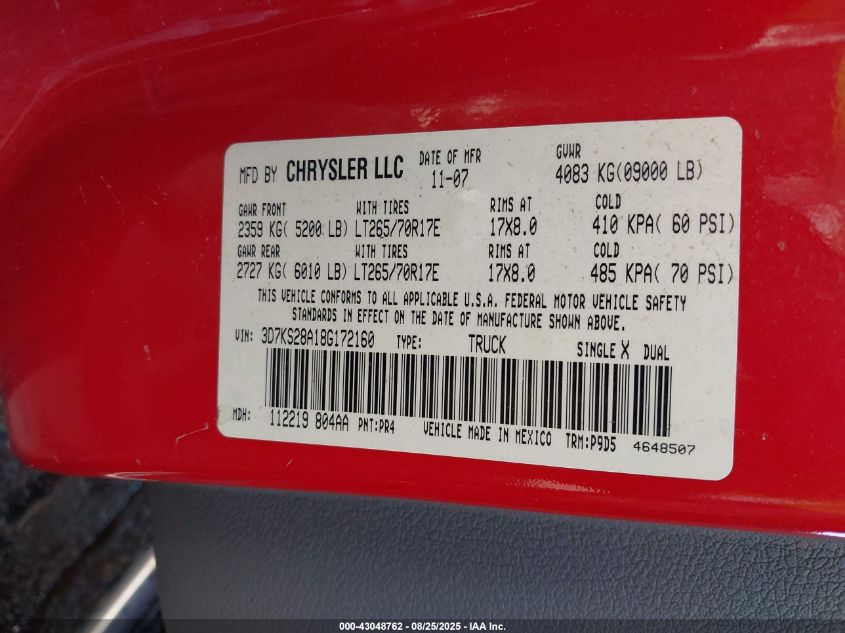 MFD BY CHRYSLER LLC DATE OF MFR 11-07 GVWR 4083 KG(09000 LB)
GAWR FRONT WITH TIRES RIMS AT COLD
2359 KG( 5200 LB) LT265/70R17E 17X8.0 410 KPA( 60 PSI)
GAWR REAR WITH TIRES RIMS AT COLD
2727 KG( 6010 LB) LT265/70R17E 17X8.0 485 KPA( 70 PSI)
THIS VEHICLE CONFORMS TO ALL APPLICABLE U.S.A. FEDERAL MOTOR VEHICLE SAFETY
STANDARDS IN EFFECT ON THE DATE OF MANUFACTURE SHOWN ABOVE.
VIN: 3D7KS28A18G172160 TYPE: TRUCK SINGLE X DUAL
MDH: 112219 804AA PNT:PR4 VEHICLE MADE IN MEXICO TRM:P9D5 4648507
000-43048762 - 08/25/2025 - IAA Inc.